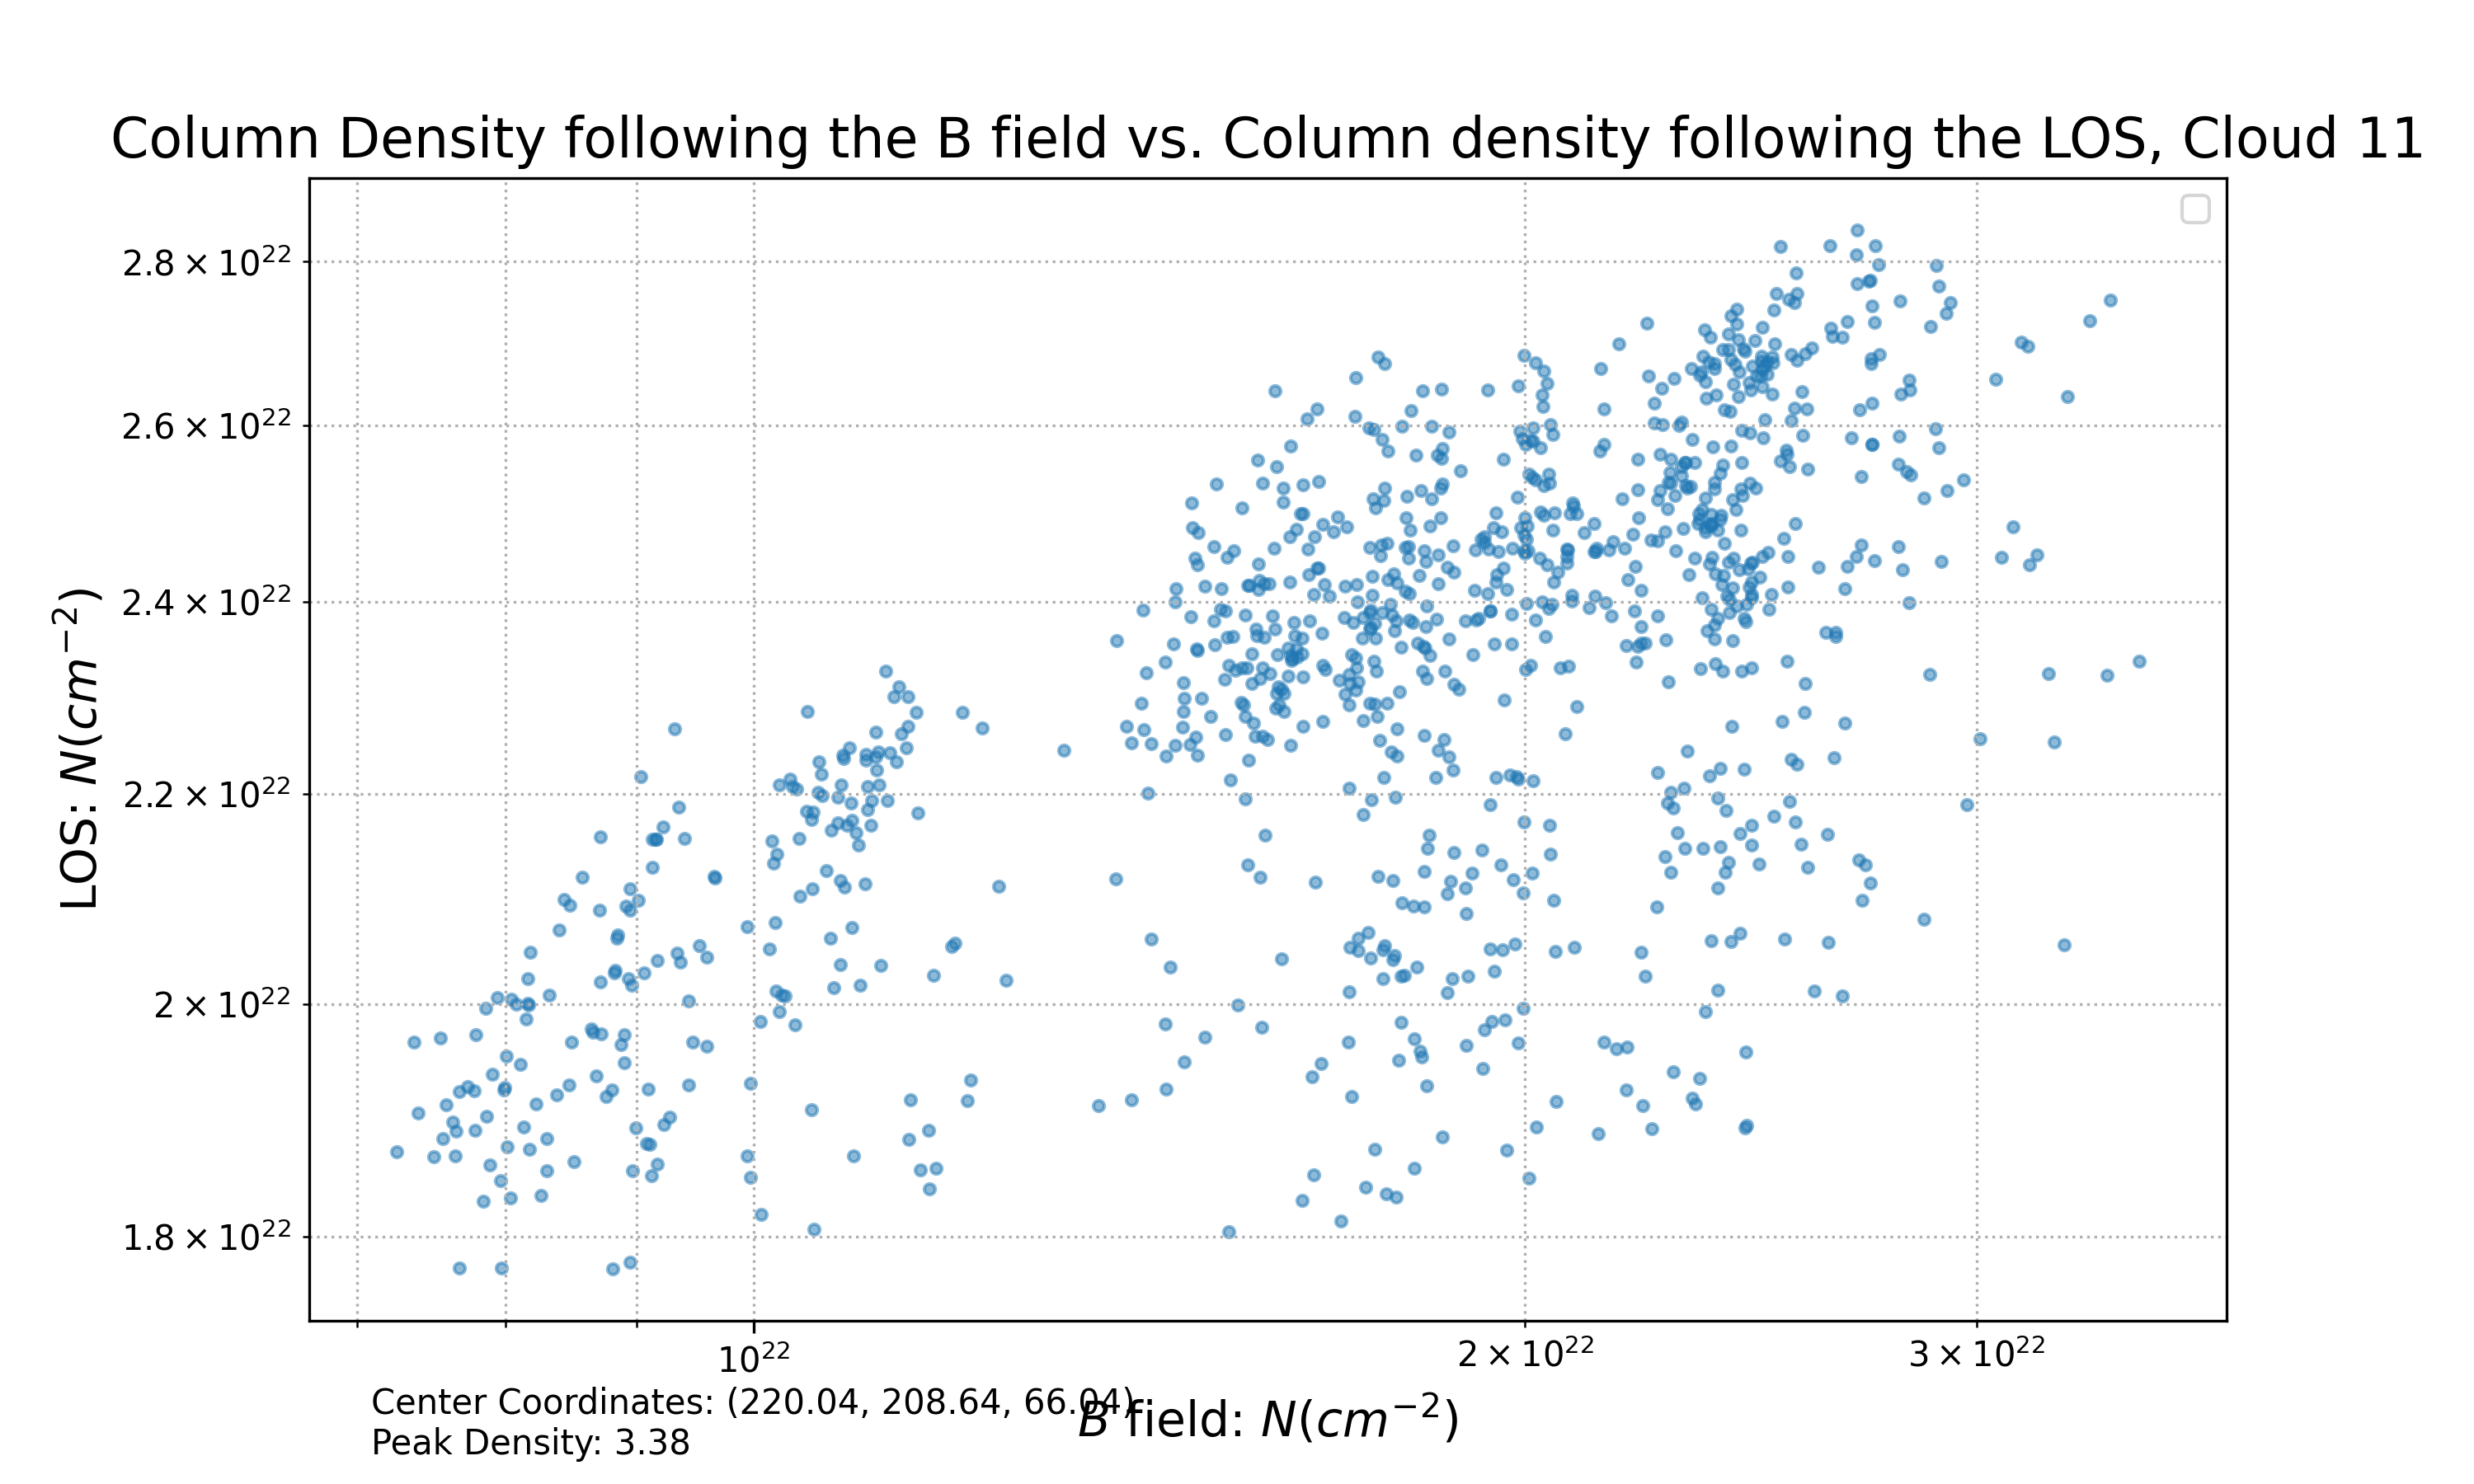 Column Density following the B field vs. Column density following the LOS, Cloud 11
2.8 × 10²²
2.6 × 10²²
2.4 × 10²²
2.2 × 10²²
2 × 10²²
1.8 × 10²²
LOS: N(cm⁻²)
10²²
2 × 10²²
3 × 10²²
Center Coordinates: (220.04, 208.64, 66.04)
B field: N(cm⁻²)
Peak Density: 3.38